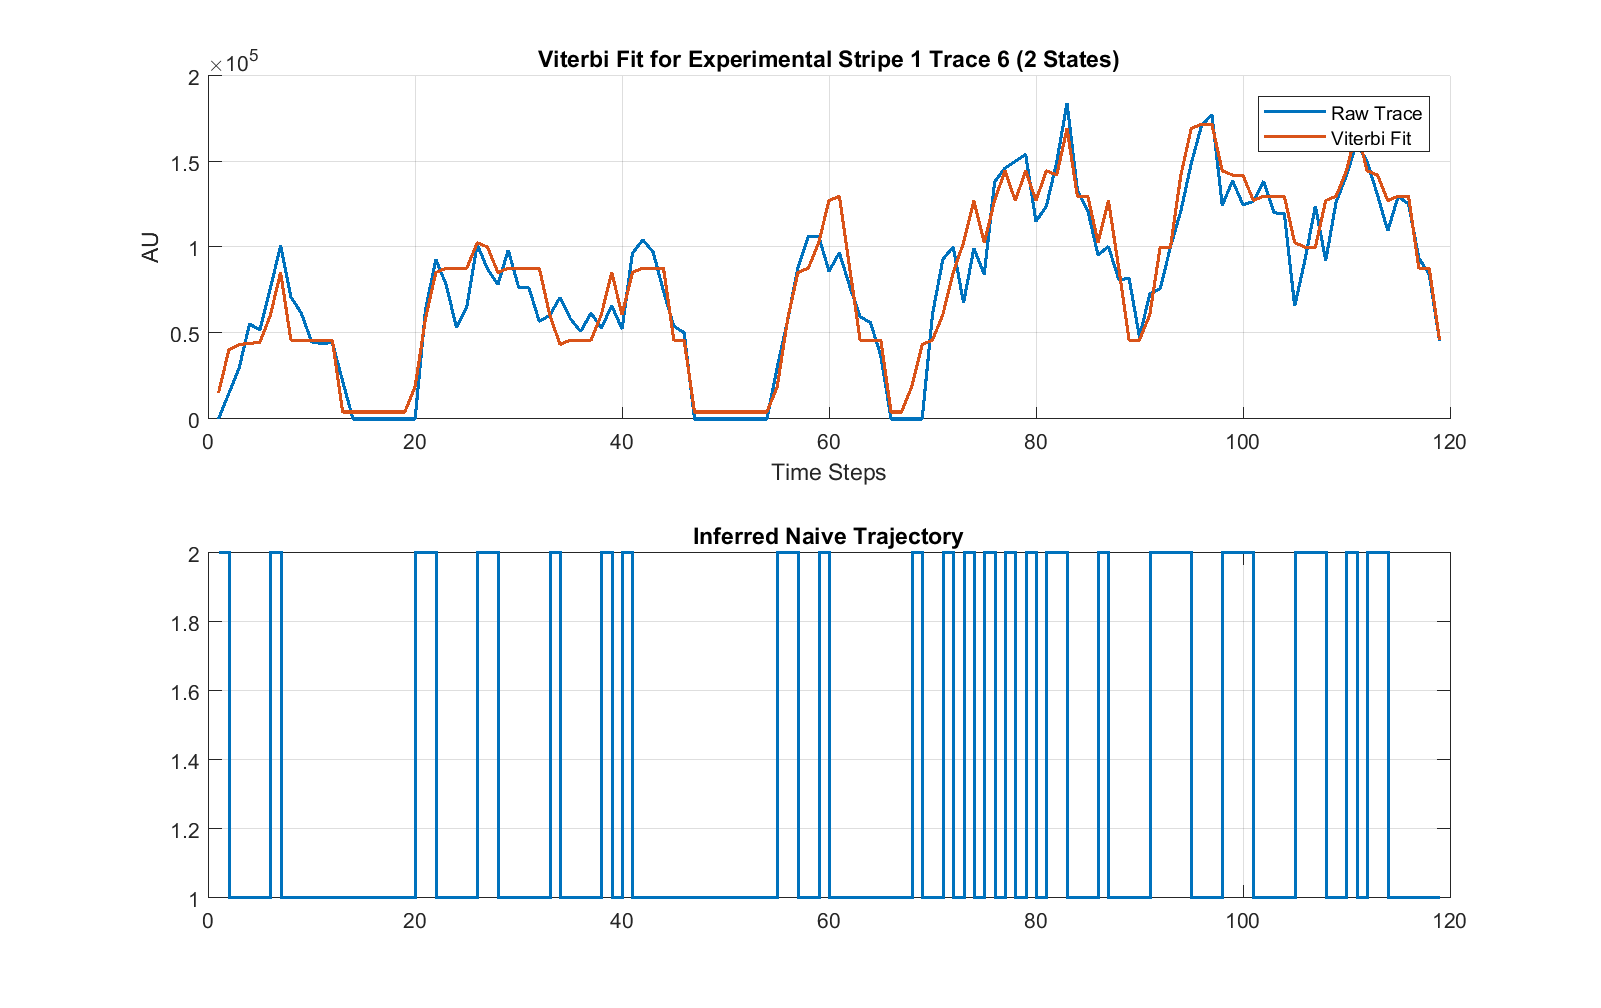 Viterbi Fit for Experimental Stripe 1 Trace 6 (2 States)
×10^5
2
1.5
1
0.5
0
AU
Raw Trace
Viterbi Fit
0 20 40 60 80 100 120
Time Steps
Inferred Naive Trajectory
2
1.8
1.6
1.4
1.2
1
0 20 40 60 80 100 120